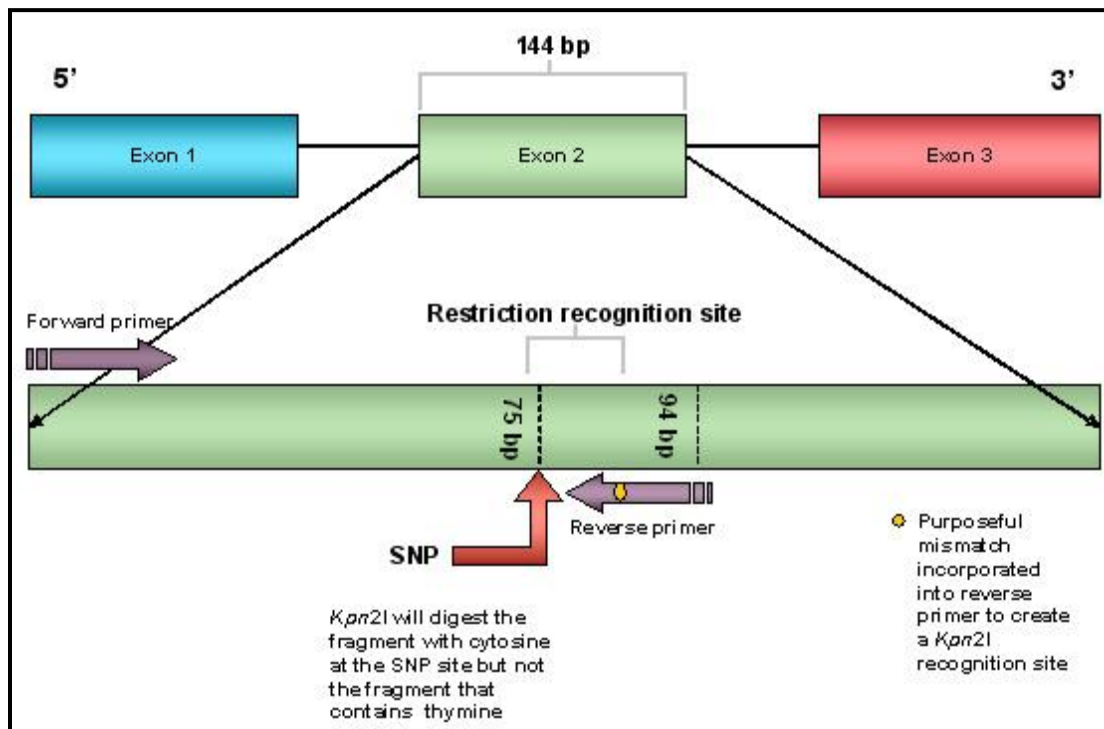 144 bp
5’
3’
Exon 1
Exon 2
Exon 3
Forward primer
Restriction recognition site
75 bp
94 bp
Reverse primer
SNP
Purposeful
mismatch
incorporated
into reverse
primer to create
a Kpn2I
recognition site
Kpn2I will digest the
fragment with cytosine
at the SNP site but not
the fragment that
contains thymine